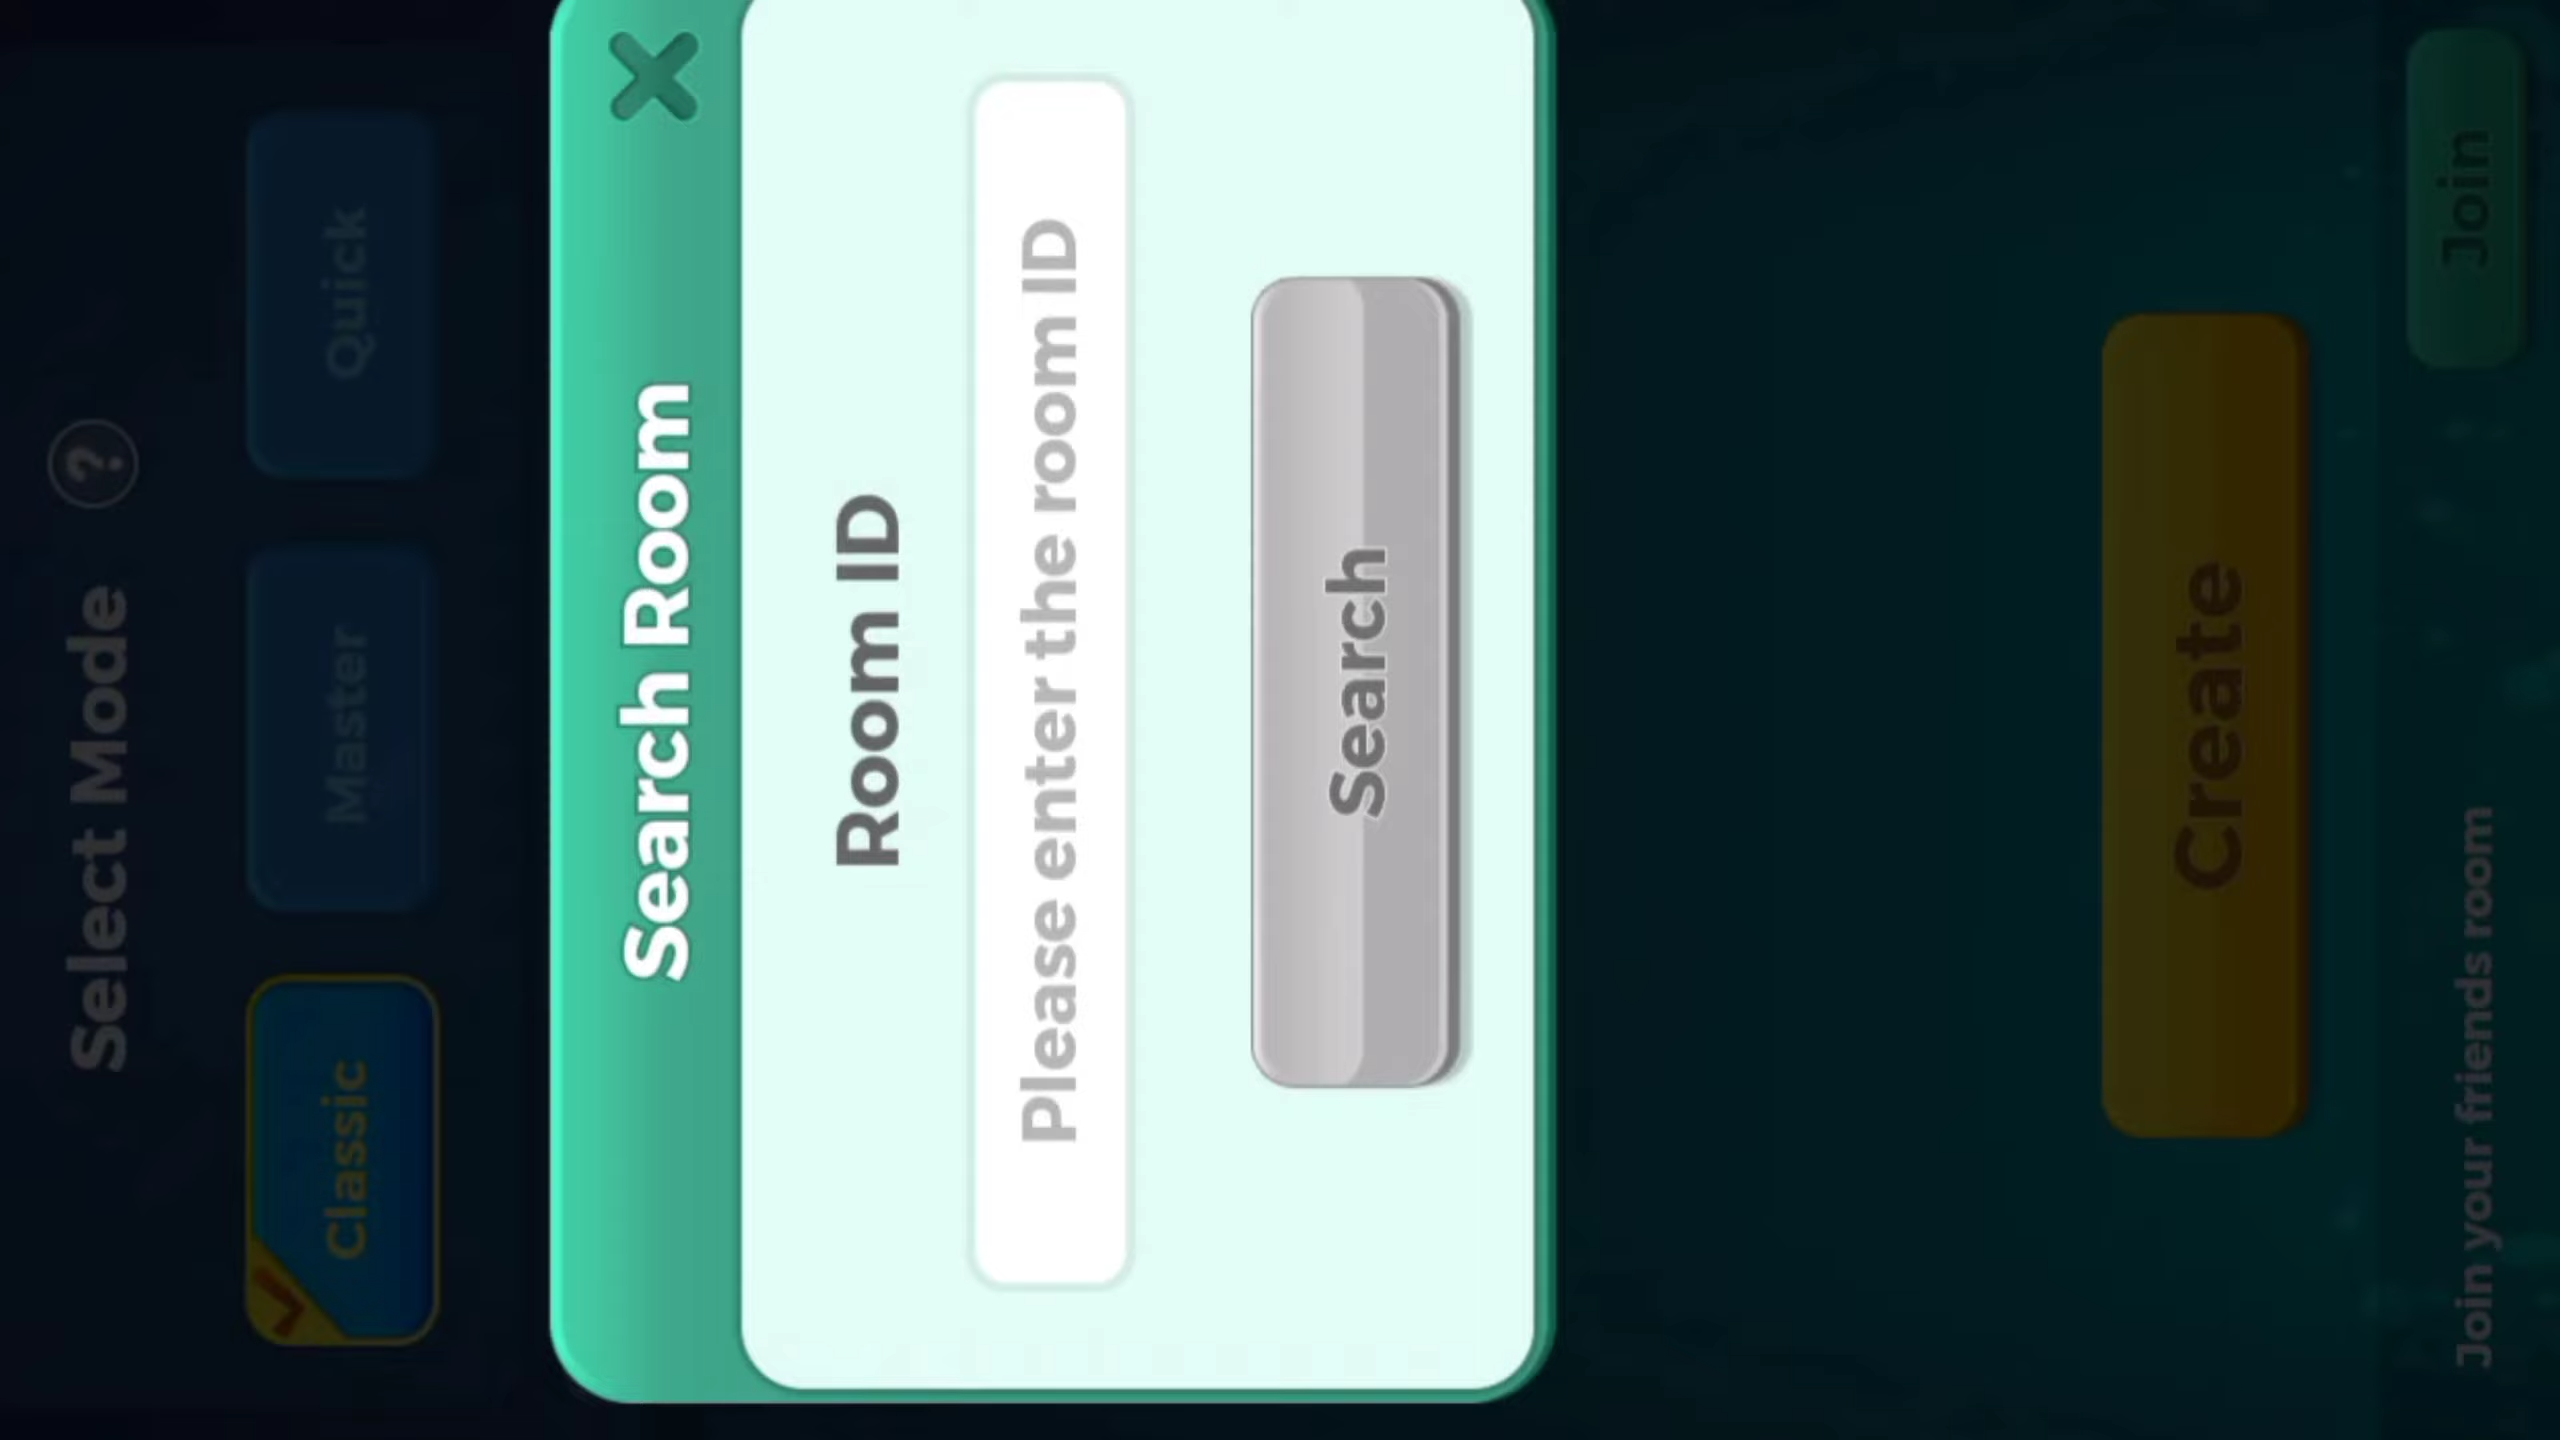 Select Mode ?
Classic Master Quick
Search Room
Room ID
Please enter the room ID
Search
Create
Join your friends room Join